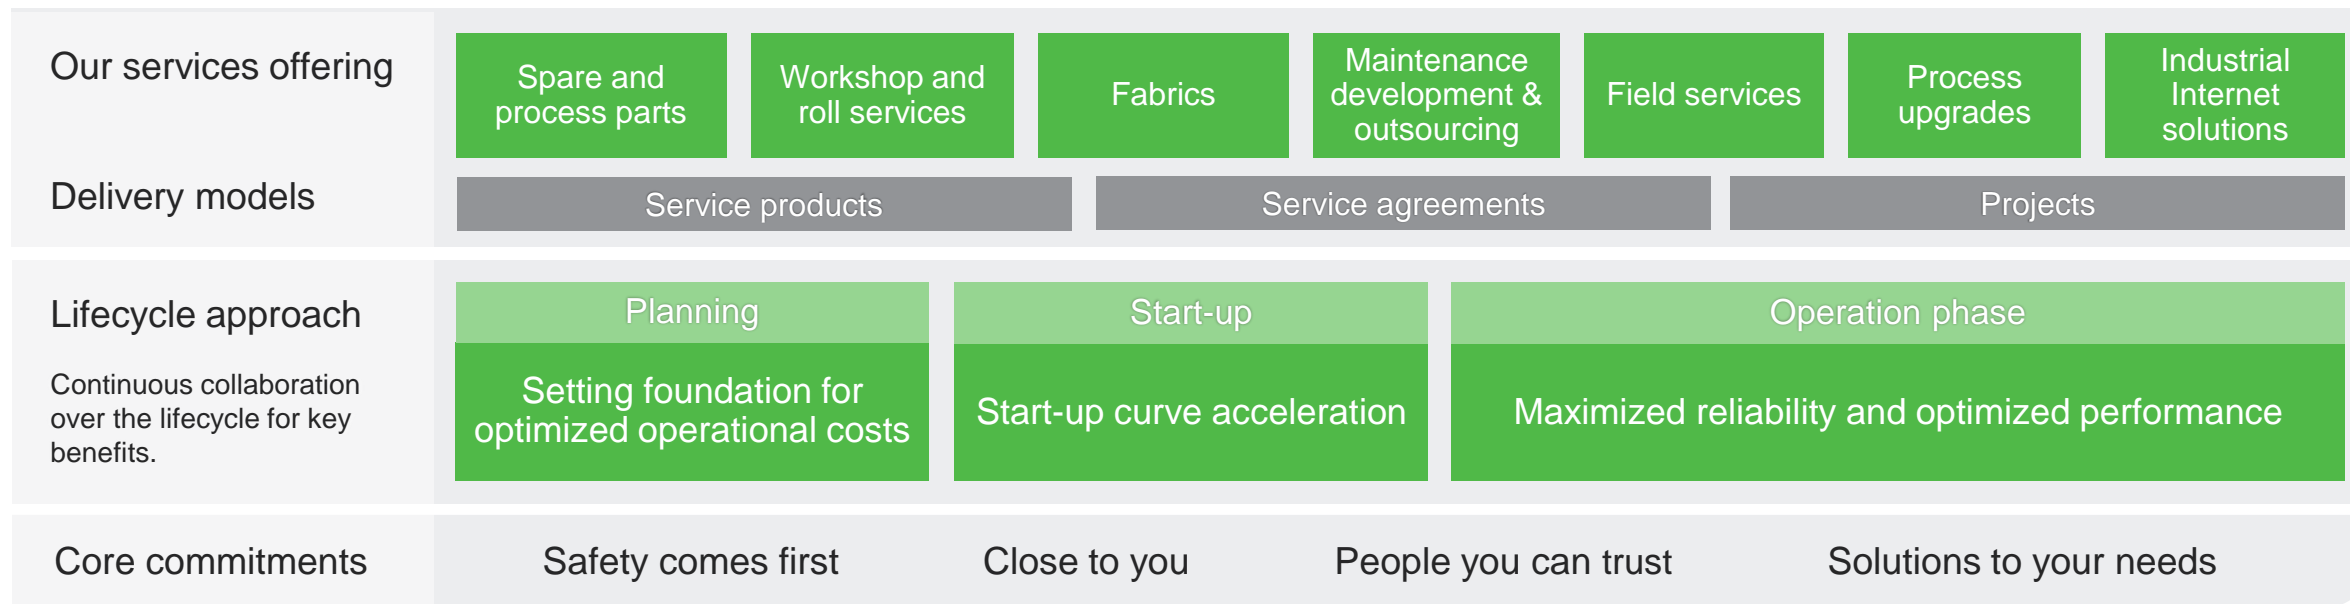 Our services offering
Spare and
process parts
Workshop and
roll services
Fabrics
Maintenance
development &
outsourcing
Field services
Process
upgrades
Industrial
Internet
solutions
Delivery models
Service products
Service agreements
Projects
Lifecycle approach
Continuous collaboration
over the lifecycle for key
benefits.
Planning
Setting foundation for
optimized operational costs
Start-up
Start-up curve acceleration
Operation phase
Maximized reliability and optimized performance
Core commitments
Safety comes first
Close to you
People you can trust
Solutions to your needs